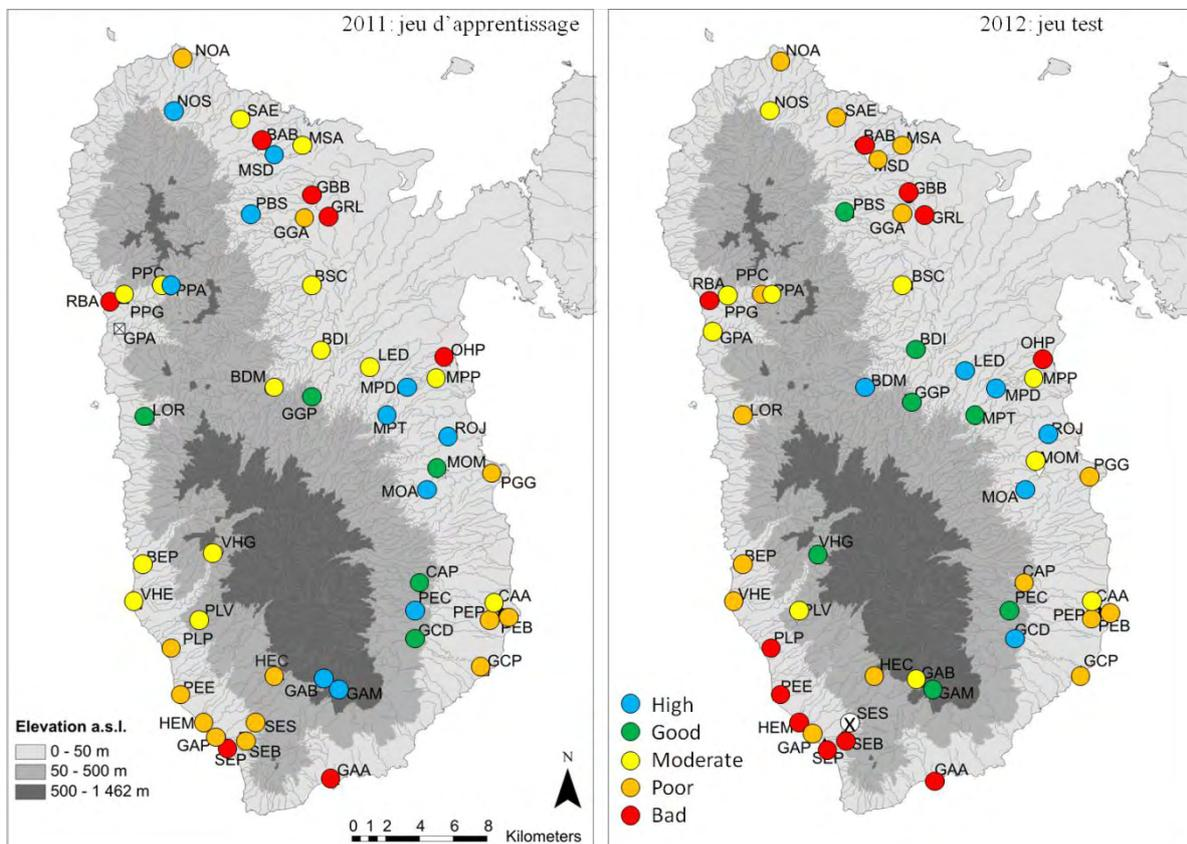 2011: jeu d’apprentissage
NOA
NOS
SAE
BAB
MSA
MSD
GBB
PBS
GRL
GGA
PPC
BSC
RBA
PPA
PPG
GPA
BDI
LED
OHP
BDM
MPD
MPP
GGP
LOR
MPT
ROJ
MOM
MOA
PGG
VHG
BEP
CAP
VHE
PEC
CAA
PLV
PEP
PEB
GCD
PLP
HEC
GCP
GAB
GAM
PEE
HEM
SES
GAP
SEB
SEP
GAA
Elevation a.s.l.
0 - 50 m
50 - 500 m
500 - 1 462 m
N
0 1 2 4 6 8
Kilometers
2012: jeu test
NOA
NOS
SAE
BAB
MSA
MSD
GBB
PBS
GRL
GGA
PPC
BSC
RBA
PPA
PPG
GPA
BDI
LED
OHP
BDM
MPD
MPP
GGP
LOR
MPT
ROJ
MOM
PGG
MOA
VHG
BEP
CAP
VHE
PEC
CAA
PLV
PEP
PEB
GCD
PLP
HEC
GAB
GCP
GAM
PEE
SES
X
HEM
GAP
SEB
SEP
GAA
High
Good
Moderate
Poor
Bad